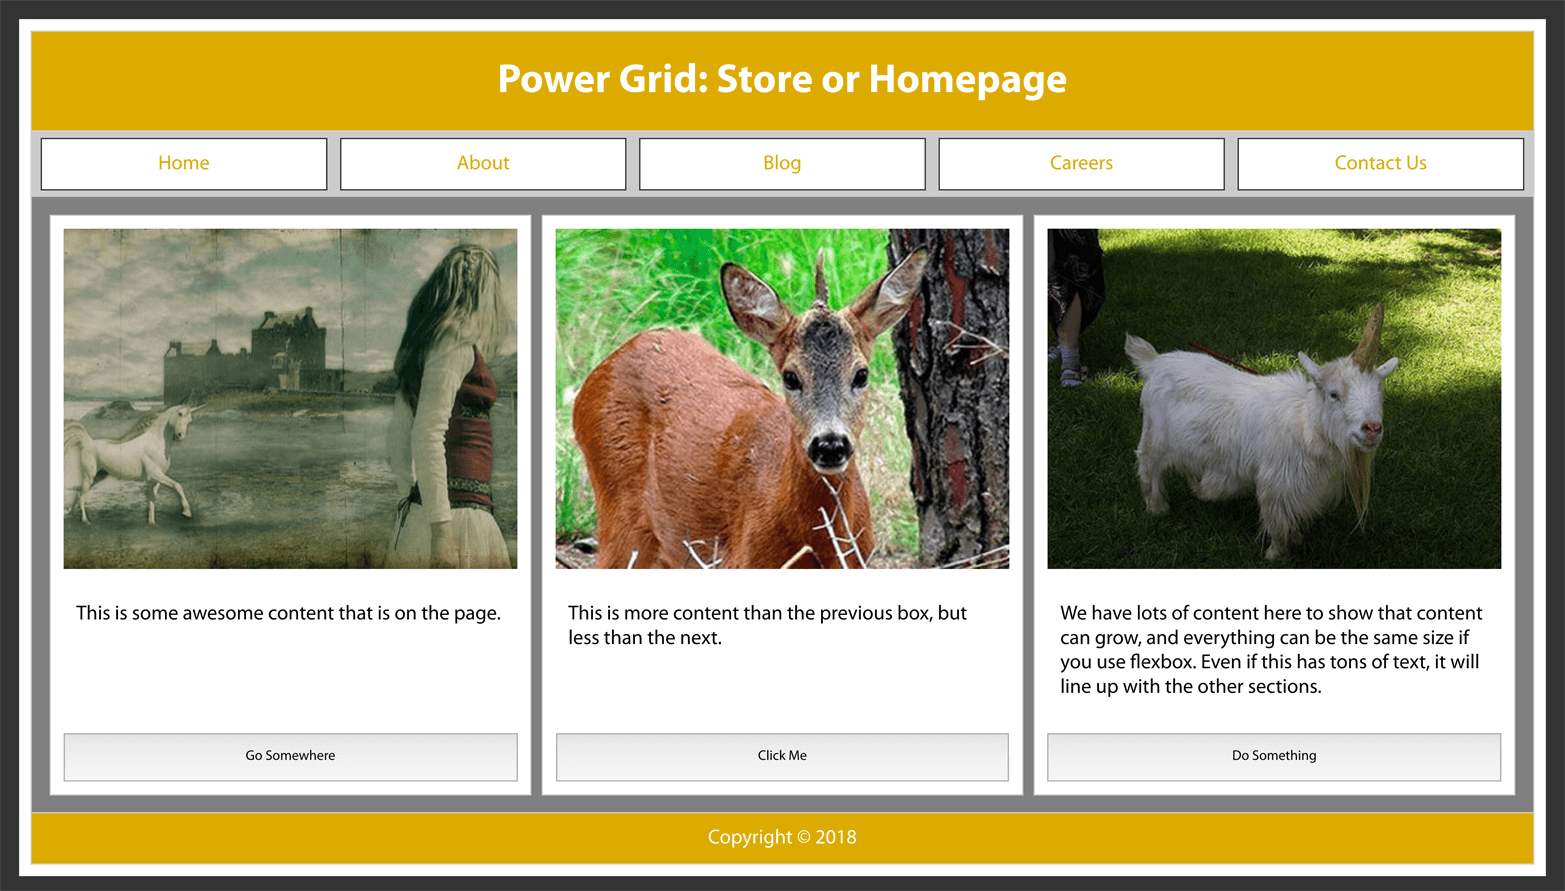 Power Grid: Store or Homepage
Home
About
Blog
Careers
Contact Us
This is some awesome content that is on the page.
Go Somewhere
This is more content than the previous box, but
less than the next.
Click Me
We have lots of content here to show that content
can grow, and everything can be the same size if
you use flexbox. Even if this has tons of text, it will
line up with the other sections.
Do Something
Copyright © 2018